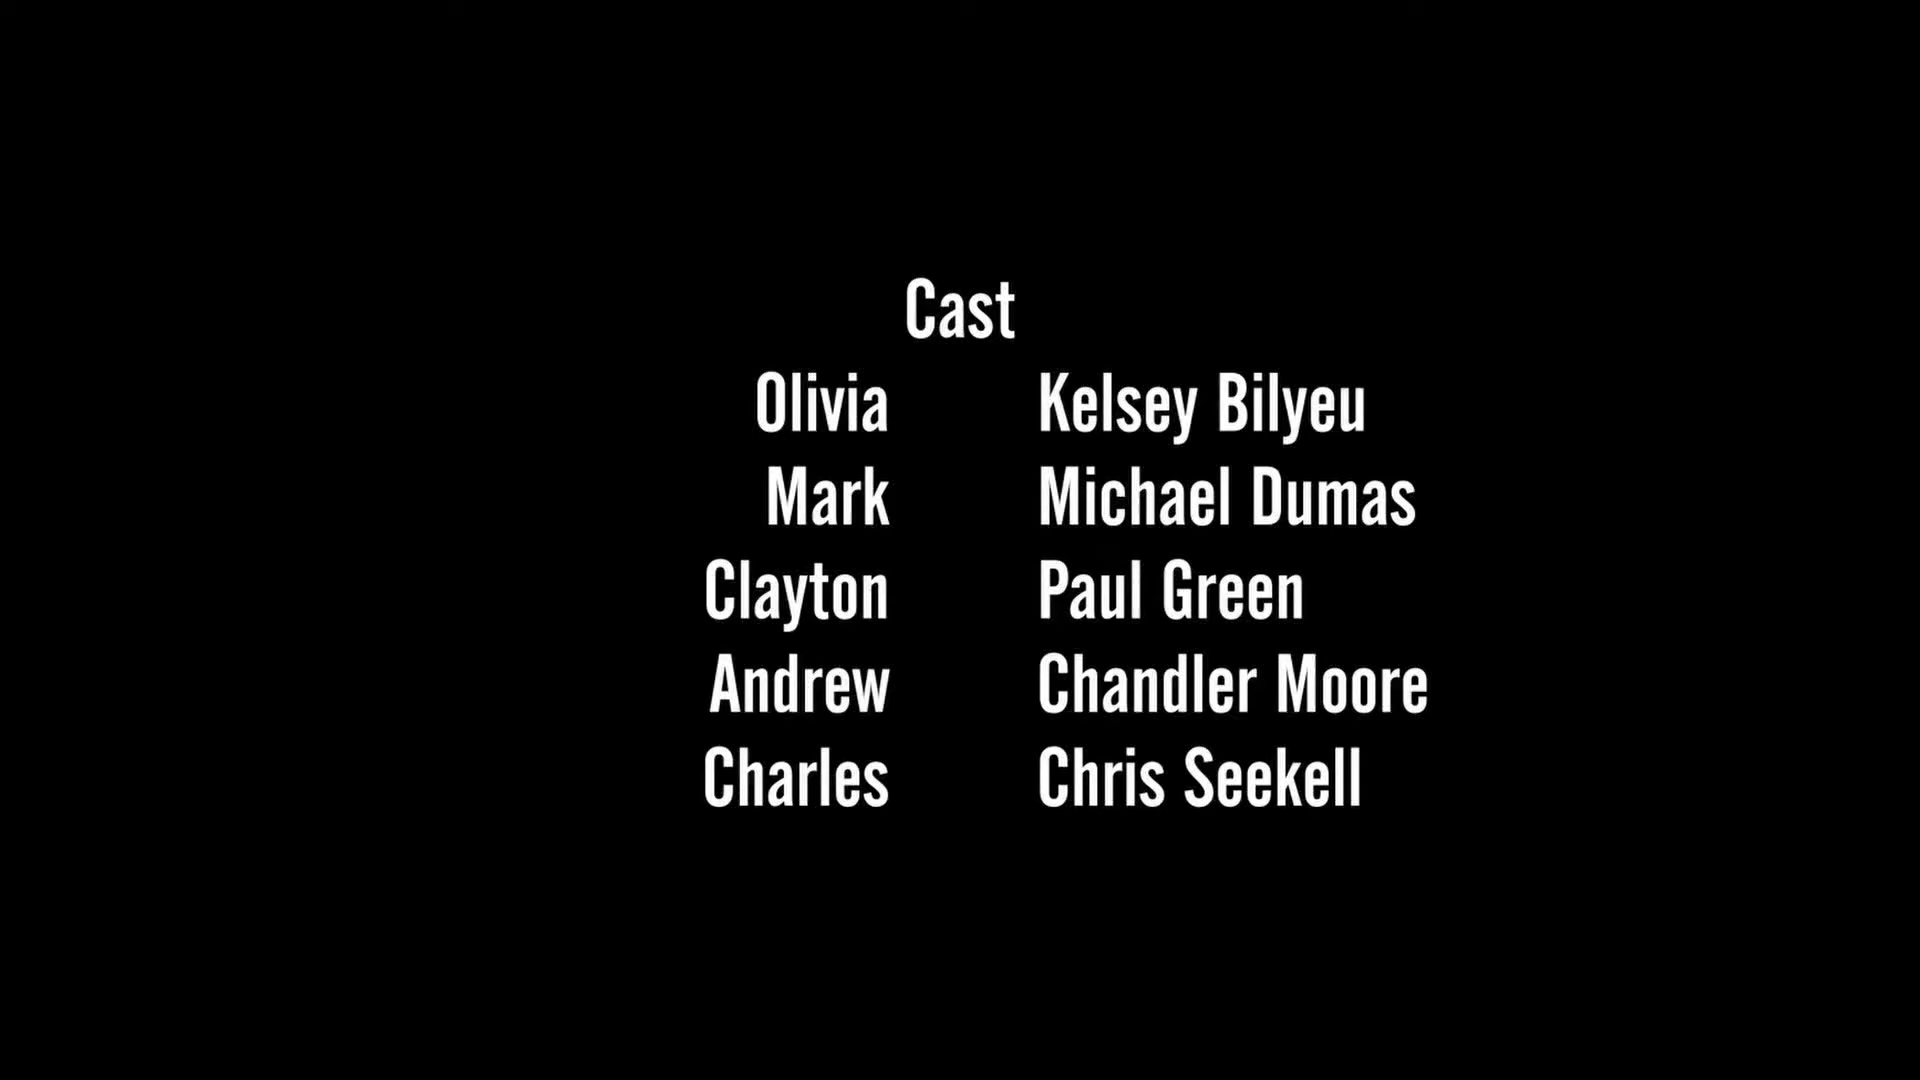 Cast
Olivia Kelsey Bilyeu
Mark Michael Dumas
Clayton Paul Green
Andrew Chandler Moore
Charles Chris Seekell